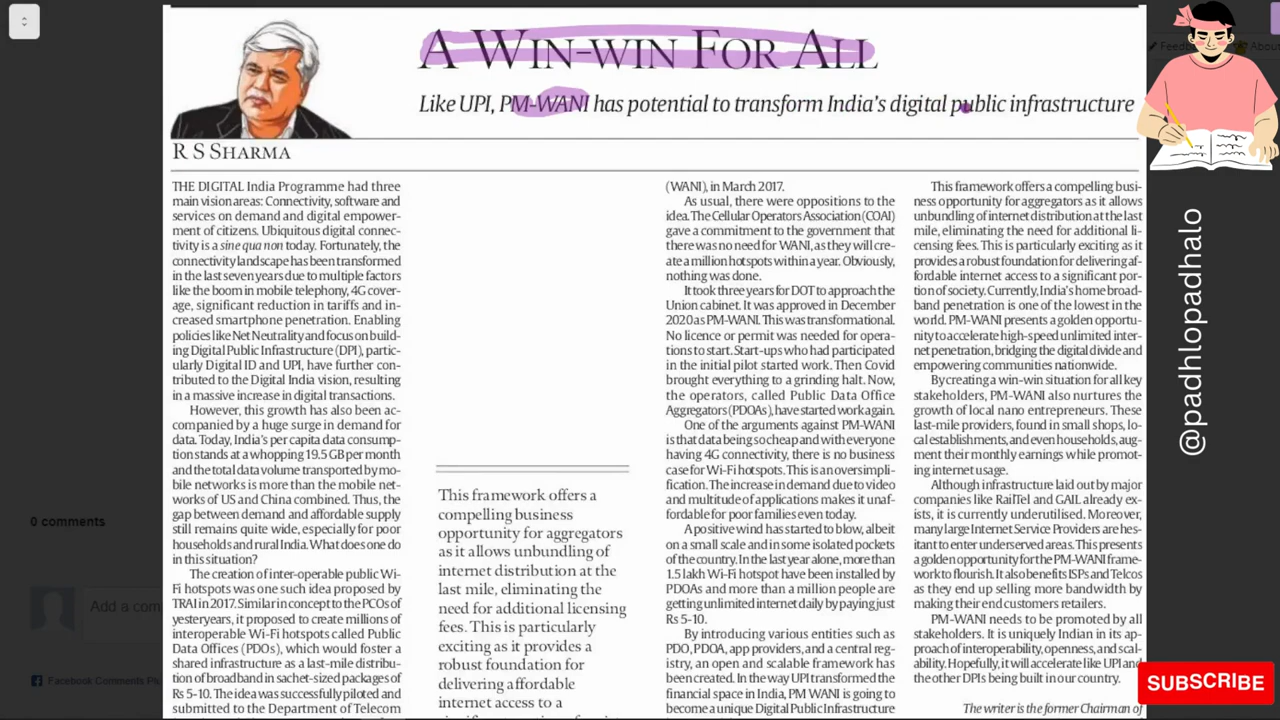 A WIN-WIN FOR ALL
Like UPI, PM-WANI has potential to transform India's digital public infrastructure
R S SHARMA
THE DIGITAL India Programme had three
main vision areas: Connectivity, software and
services on demand and digital empower-
ment of citizens. Ubiquitous digital connec-
tivity is a sine qua non today. Fortunately, the
connectivity landscape has been transformed
in the last seven years due to multiple factors
like the boom in mobile telephony, 4G cover-
age, significant reduction in tariffs and in-
creased smartphone penetration. Enabling
policies like Net Neutrality and focus on build-
ing Digital Public Infrastructure (DPI), partic-
ularly Digital ID and UPI, have further con-
tributed to the Digital India vision, resulting
in a massive increase in digital transactions.
However, this growth has also been ac-
companied by a huge surge in demand for
data. Today, India's per capita data consump-
tion stands at a whopping 19.5 GB per month
and the total data volume transported by mo-
bile networks is more than the mobile net-
works of US and China combined. Thus, the
gap between demand and affordable supply
still remains quite wide, especially for poor
households and rural India. What does one do
in this situation?
The creation of inter-operable public Wi-
Fi hotspots was one such idea proposed by
TRAI in 2017. Similar in concept to the PCOs of
yesteryears, it proposed to create millions of
interoperable Wi-Fi hotspots called Public
Data Offices (PDOs), which would foster a
shared infrastructure as a last-mile distribu-
tion of broadband in sachet-sized packages of
Rs 5-10. The idea was successfully piloted and
submitted to the Department of Telecom
This framework offers a
compelling business
opportunity for aggregators
as it allows unbundling of
internet distribution at the
last mile, eliminating the
need for additional licensing
fees. This is particularly
exciting as it provides a
robust foundation for
delivering affordable
internet access to a
(WANI), in March 2017.
As usual, there were oppositions to the
idea. The Cellular Operators Association (COAI)
gave a commitment to the government that
there was no need for WANI, as they will cre-
ate a million hotspots within a year. Obviously,
nothing was done.
It took three years for DOT to approach the
Union cabinet. It was approved in December
2020 as PM-WANI. This was transformational.
No licence or permit was needed for opera-
tions to start. Start-ups who had participated
in the initial pilot started work. Then Covid
brought everything to a grinding halt. Now,
the operators, called Public Data Office
Aggregators (PDOAs), have started work again.
One of the arguments against PM-WANI
is that data being so cheap and with everyone
having 4G connectivity, there is no business
case for Wi-Fi hotspots. This is an oversimpli-
fication. The increase in demand due to video
and multitude of applications makes it unaf-
fordable for poor families even today.
A positive wind has started to blow, albeit
on a small scale and in some isolated pockets
of the country. In the last year alone, more than
1.5 lakh Wi-Fi hotspot have been installed by
PDOAs and more than a million people are
getting unlimited internet daily by paying just
Rs 5-10.
By introducing various entities such as
PDO, PDOA, app providers, and a central reg-
istry, an open and scalable framework has
been created. In the way UPI transformed the
financial space in India, PM WANI is going to
become a unique Digital Public Infrastructure
This framework offers a compelling busi-
ness opportunity for aggregators as it allows
unbundling of internet distribution at the last
mile, eliminating the need for additional li-
censing fees. This is particularly exciting as it
provides a robust foundation for delivering af-
fordable internet access to a significant por-
tion of society. Currently, India's home broad-
band penetration is one of the lowest in the
world. PM-WANI presents a golden opportu-
nity to accelerate high-speed unlimited inter-
net penetration, bridging the digital divide and
empowering communities nationwide.
By creating a win-win situation for all key
stakeholders, PM-WANI also nurtures the
growth of local nano entrepreneurs. These
last-mile providers, found in small shops, lo-
cal establishments, and even households, aug-
ment their monthly earnings while promot-
ing internet usage.
Although infrastructure laid out by major
companies like RailTel and GAIL already ex-
ists, it is currently underutilised. Moreover,
many large Internet Service Providers are hes-
itant to enter underserved areas. This presents
a golden opportunity for the PM-WANI frame-
work to flourish. It also benefits ISPs and Telcos
as they end up selling more bandwidth by
making their end customers retailers.
PM-WANI needs to be promoted by all
stakeholders. It is uniquely Indian in its ap-
proach of interoperability, openness, and scal-
ability. Hopefully, it will accelerate like UPI and
the other DPIs being built in our country.
The writer is the former Chairman of
0 comments
Add a com
Facebook Comments
Abou
@padhlopadhalo
SUBSCRIBE